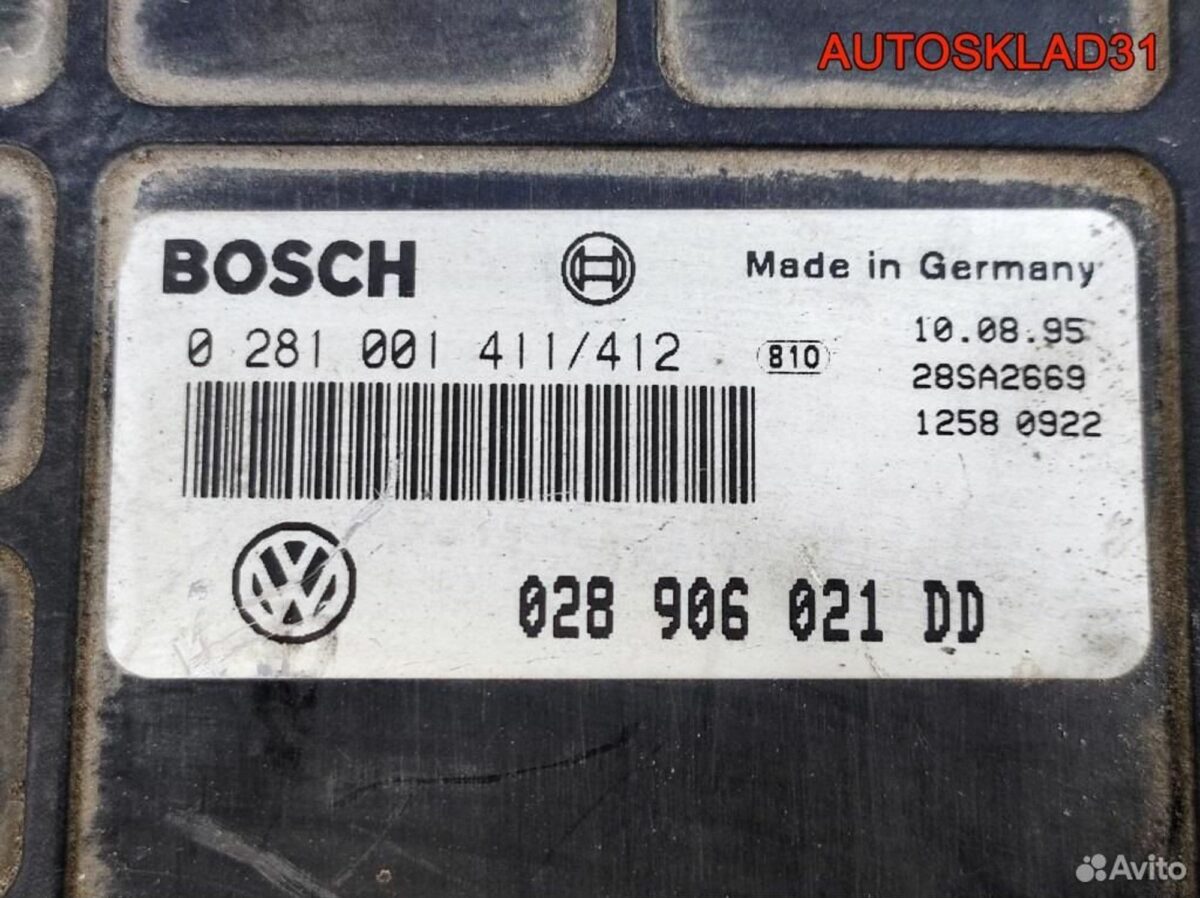 AUTOSKLAD31
BOSCH
Made in Germany
0 281 001 411/412
810
10.08.95
28SA2669
1258 0922
028 906 021 DD
Avito